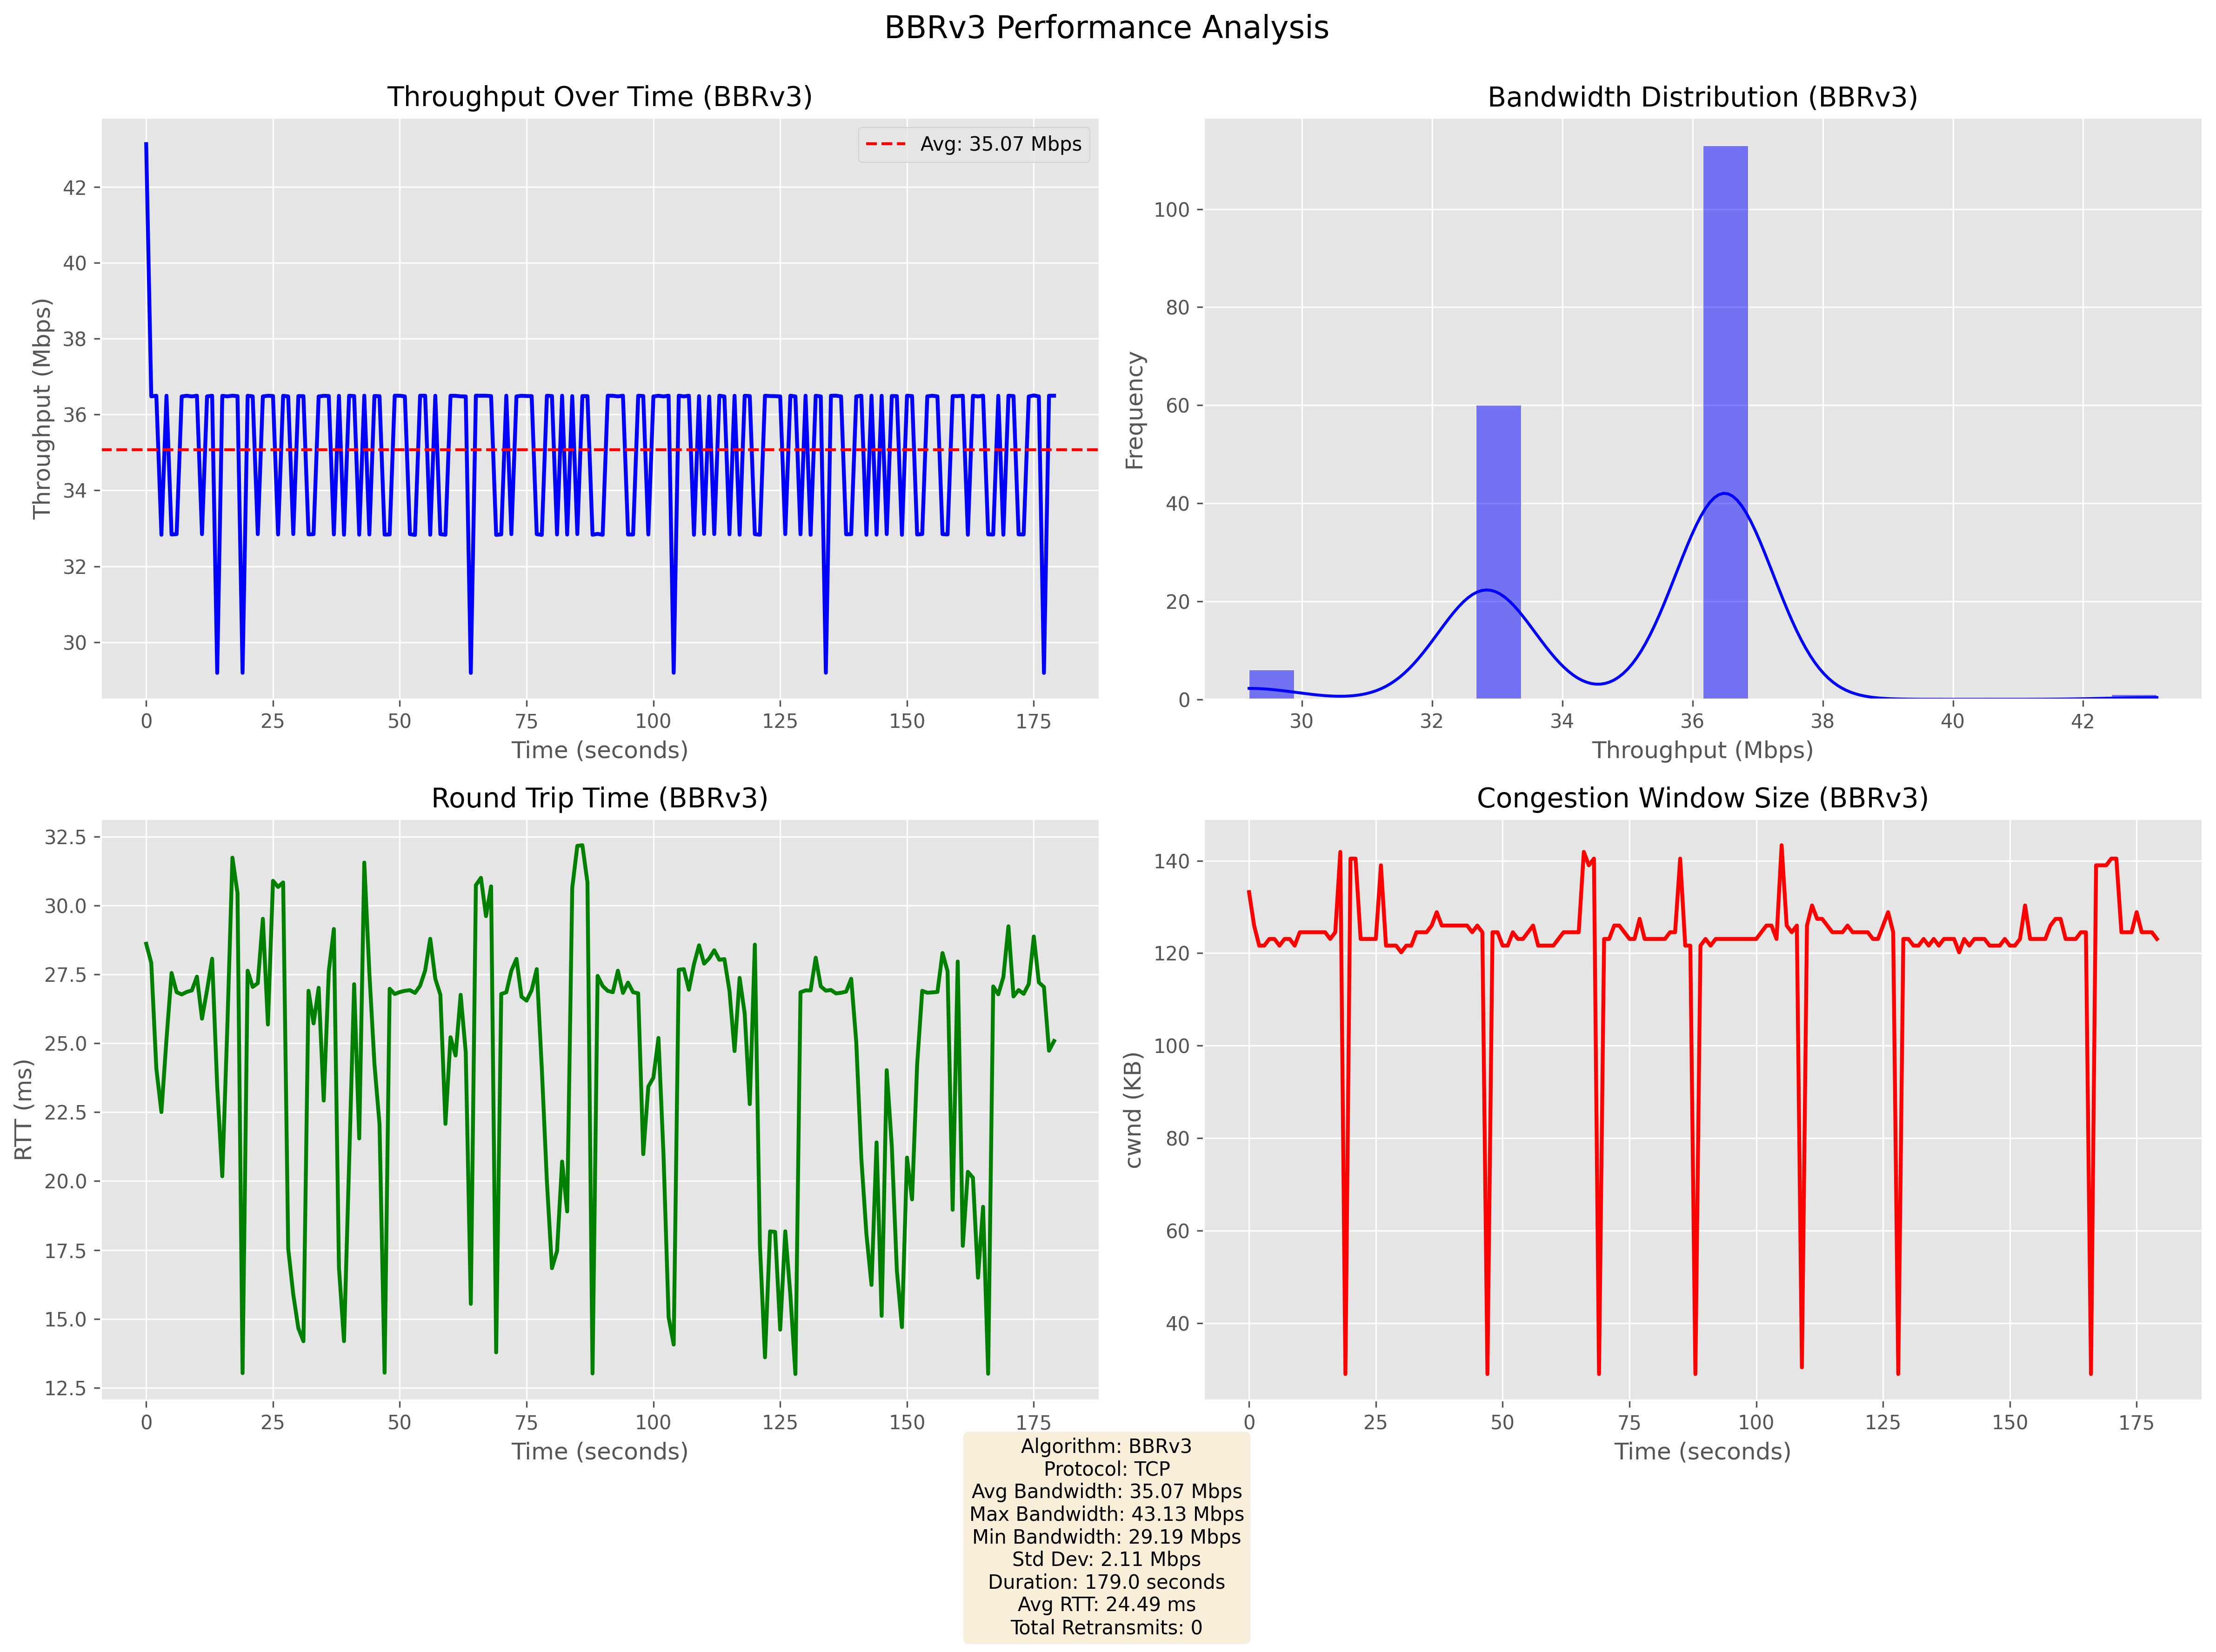 BBRv3 Performance Analysis
Throughput Over Time (BBRv3)
Throughput (Mbps)
42
40
38
36
34
32
30
0 25 50 75 100 125 150 175
Time (seconds)
Avg: 35.07 Mbps
Bandwidth Distribution (BBRv3)
Frequency
100
80
60
40
20
0
30 32 34 36 38 40 42
Throughput (Mbps)
Round Trip Time (BBRv3)
RTT (ms)
32.5
30.0
27.5
25.0
22.5
20.0
17.5
15.0
12.5
0 25 50 75 100 125 150 175
Time (seconds)
Congestion Window Size (BBRv3)
cwnd (KB)
140
120
100
80
60
40
0 25 50 75 100 125 150 175
Time (seconds)
Algorithm: BBRv3
Protocol: TCP
Avg Bandwidth: 35.07 Mbps
Max Bandwidth: 43.13 Mbps
Min Bandwidth: 29.19 Mbps
Std Dev: 2.11 Mbps
Duration: 179.0 seconds
Avg RTT: 24.49 ms
Total Retransmits: 0